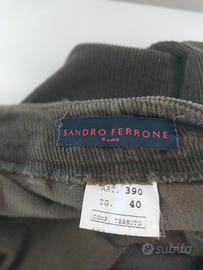 SANDRO FERRONE
Roma
ART. 390
TG. 40
COMP. TESSUTO
subito